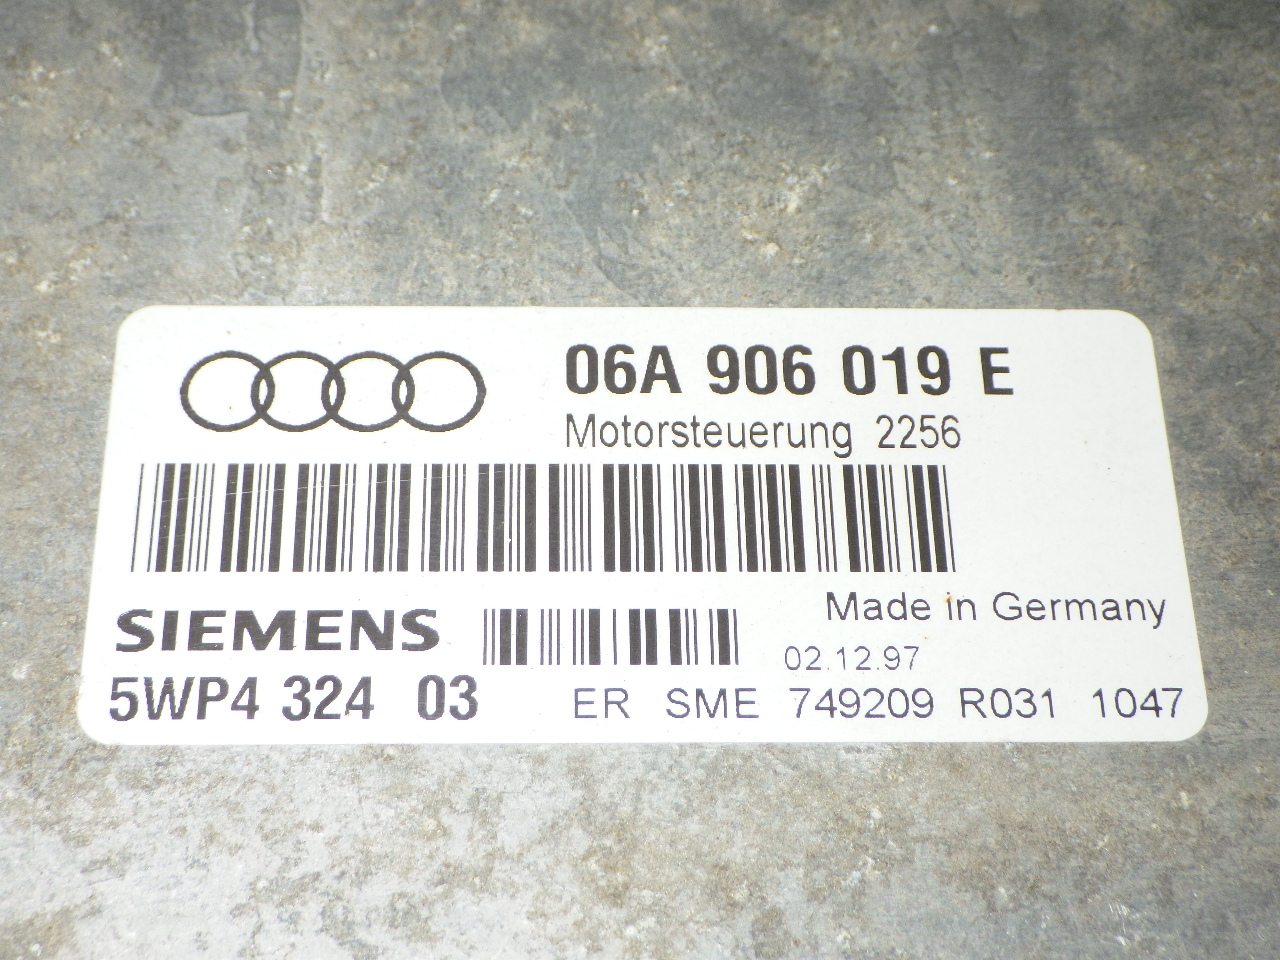 06A 906 019 E
Motorsteuerung 2256
Made in Germany
SIEMENS
02.12.97
5WP4 324 03
ER SME 749209 R031 1047